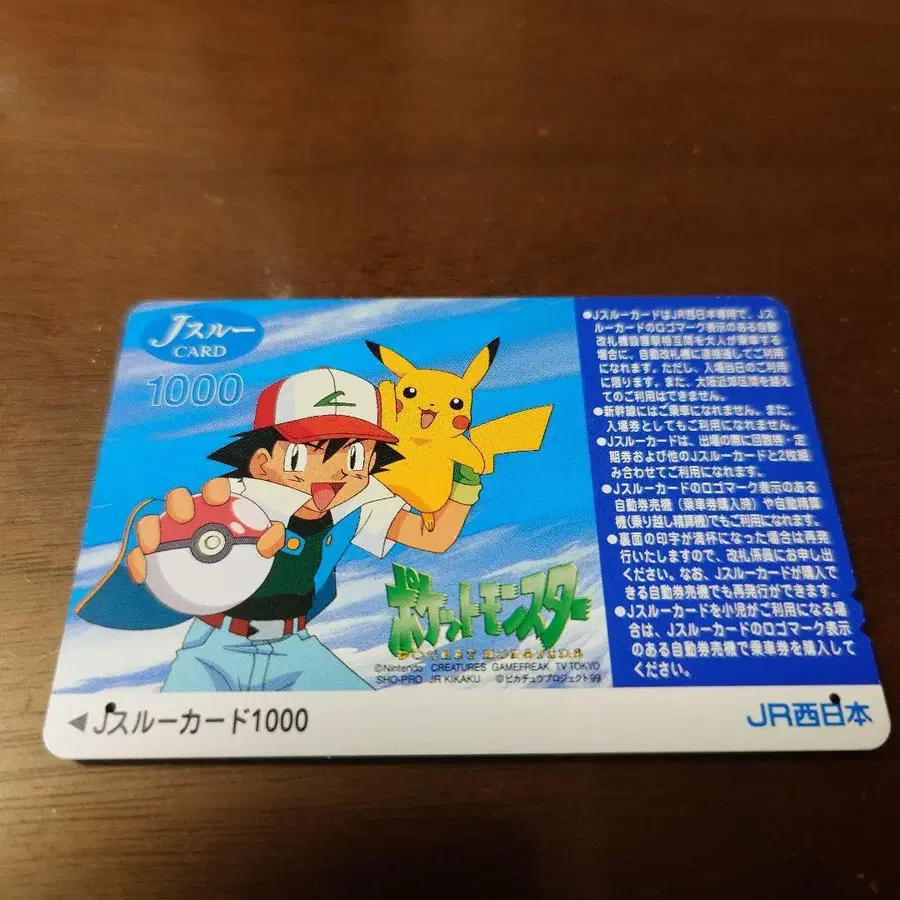 Jスルー
CARD
1000
ポケットモンスター
POCKET MONSTERS
©Nintendo CREATURES GAMEFREAK TV TOKYO
SHO-PRO JR KIKAKU ©ピカチュウプロジェクト99
●JスルーカードはJR西日本専用で、Jス
ルーカードのロゴマーク表示のある自動
改札機設置駅相互間を大人が乗車する
場合に、自動改札機に直接通してご利用
になれます。ただし、入場当日のご利用
に限ります。また、大阪近郊区間を越え
てのご利用はできません。
●新幹線にはご乗車になれません。また、
入場券としてもご利用になれません。
●Jスルーカードは、出場の際に回数券・定
期券および他のJスルーカードと2枚組
み合わせてご利用になれます。
●Jスルーカードのロゴマーク表示のある
自動券売機(乗車券購入時)や自動精算
機(乗り越し精算機)でもご利用になれます。
●裏面の印字が満杯になった場合は再発
行いたしますので、改札係員にお申し出
ください。なお、Jスルーカードが購入で
きる自動券売機でも再発行ができます。
●Jスルーカードを小児がご利用になる場
合は、Jスルーカードのロゴマーク表示
のある自動券売機で乗車券を購入して
ください。
◀Jスルーカード1000
JR西日本